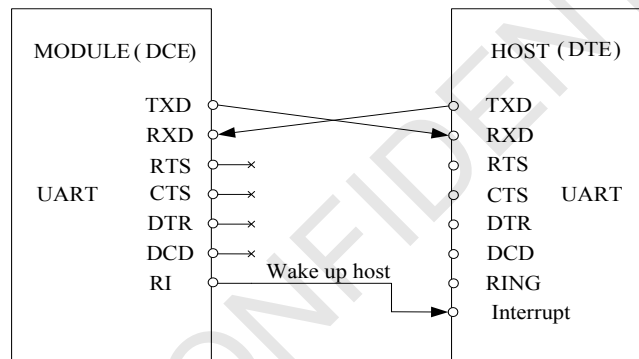 MODULE(DCE)
HOST (DTE)
TXD
RXD
RTS
CTS
DTR
DCD
RI
UART
Wake up host
TXD
RXD
RTS
CTS
DTR
DCD
RING
Interrupt
UART